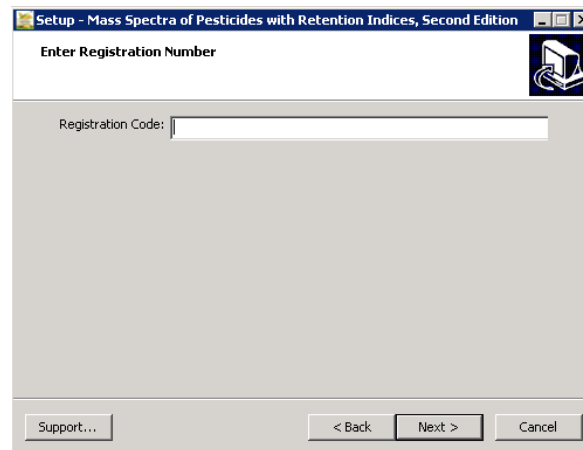 Setup - Mass Spectra of Pesticides with Retention Indices, Second Edition
Enter Registration Number
Registration Code:
Support...
< Back
Next >
Cancel